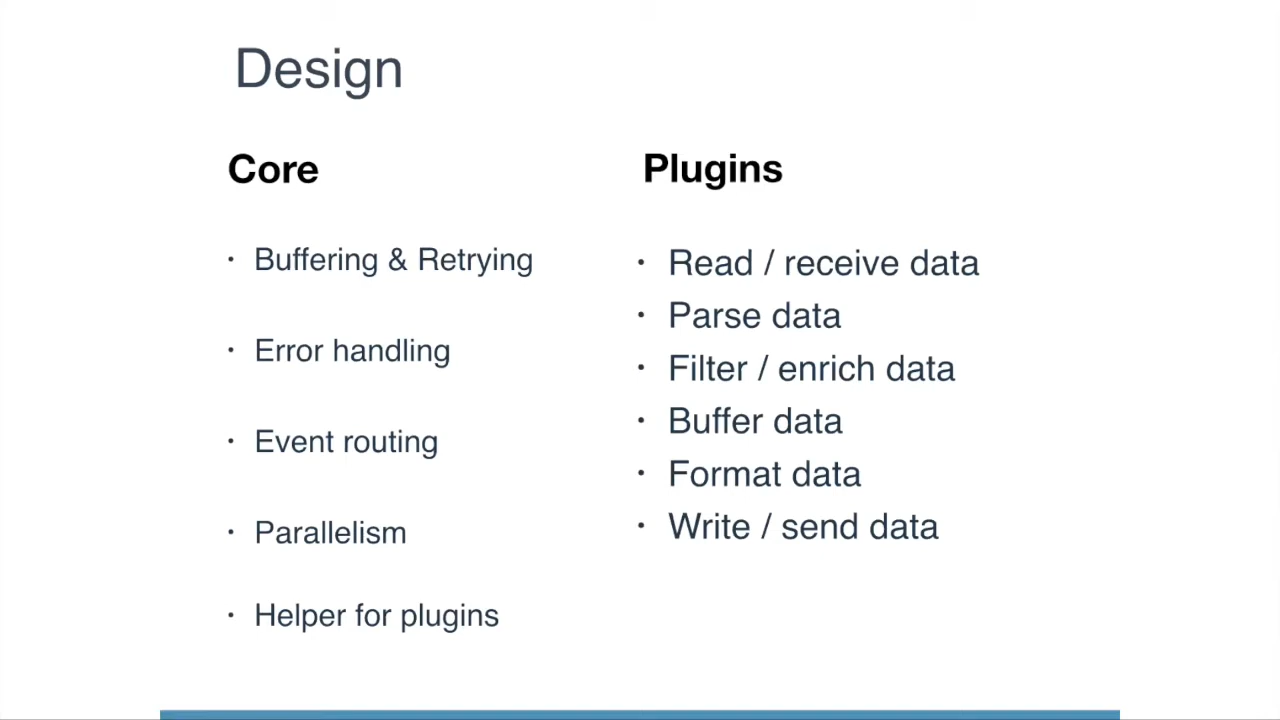 Design
Core
• Buffering & Retrying
• Error handling
• Event routing
• Parallelism
• Helper for plugins
Plugins
• Read / receive data
• Parse data
• Filter / enrich data
• Buffer data
• Format data
• Write / send data